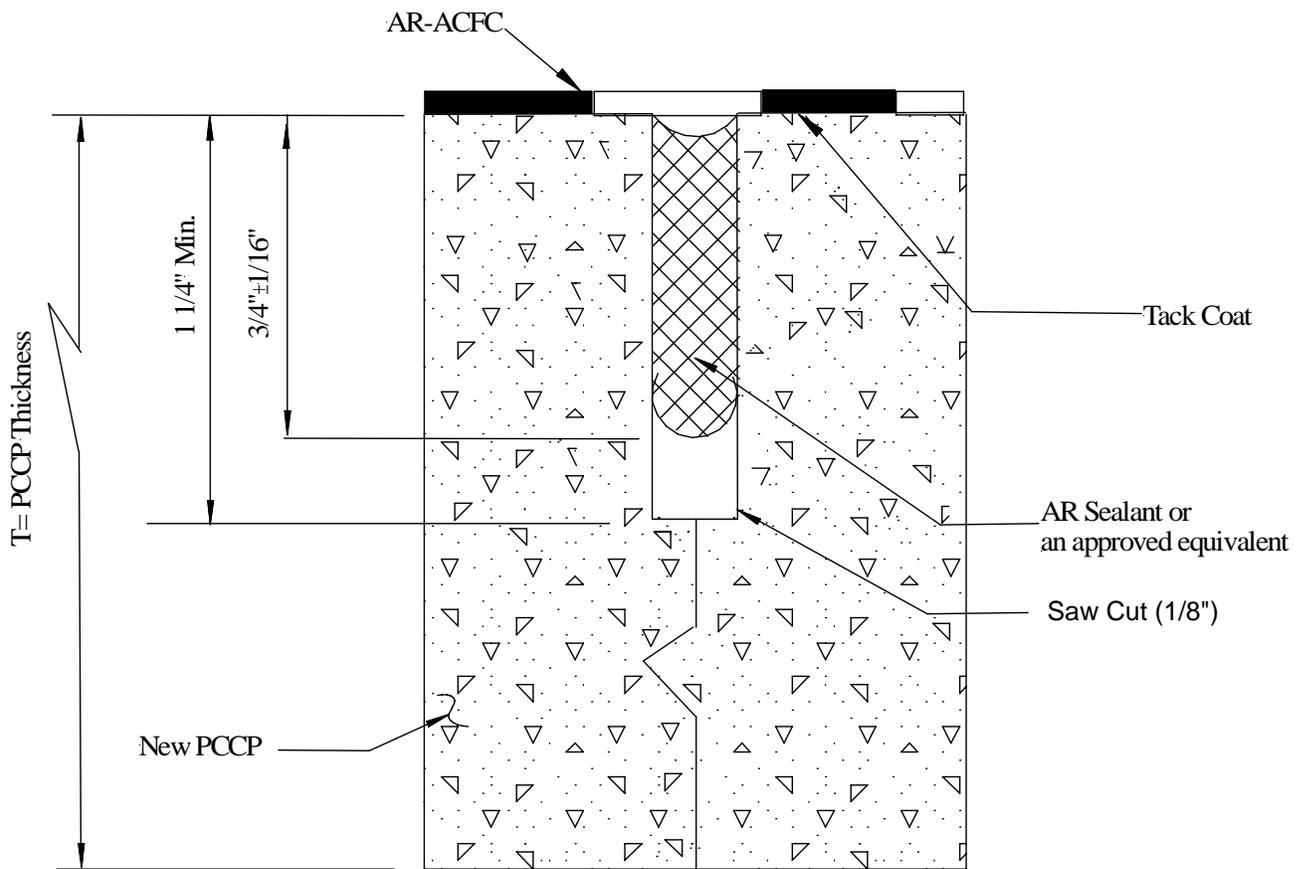 AR-ACFC
1 1/4" Min.
3/4"±1/16"
T= PCCP Thickness
Tack Coat
AR Sealant or
an approved equivalent
Saw Cut (1/8")
New PCCP